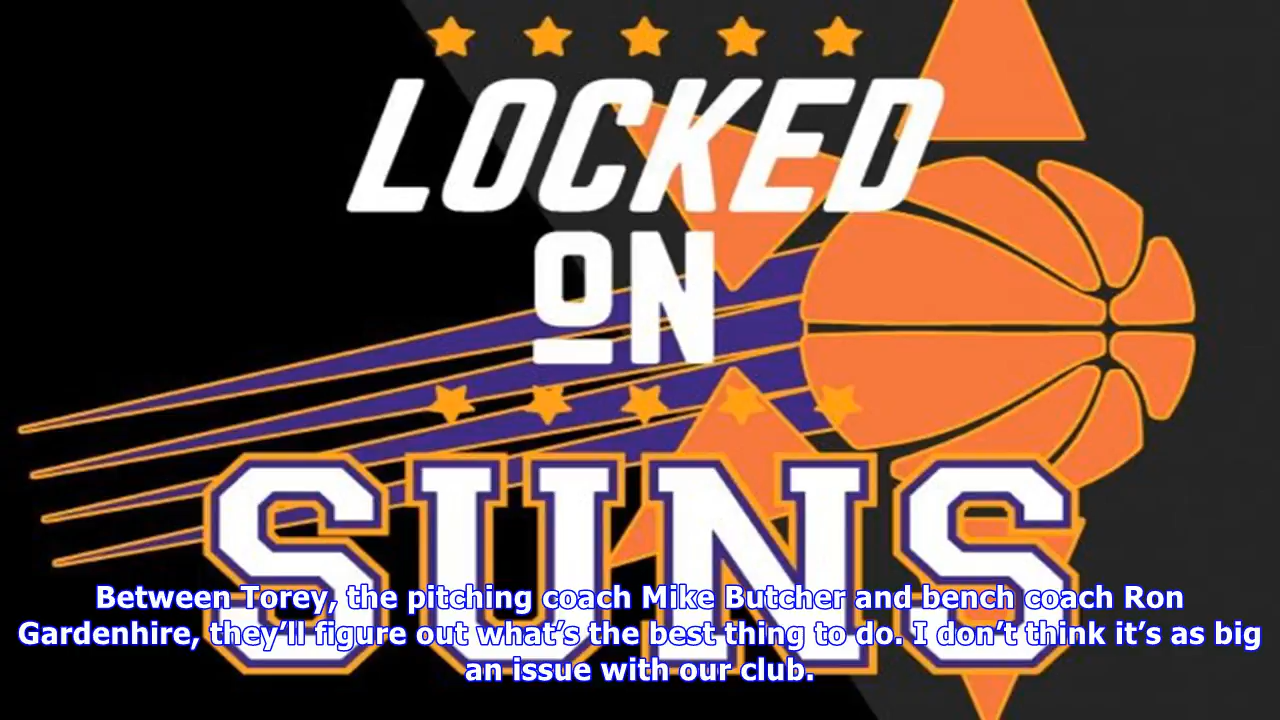 LOCKED
ON
SUNS
Between Torey, the pitching coach Mike Butcher and bench coach Ron
Gardenhire, they’ll figure out what’s the best thing to do. I don’t think it’s as big
an issue with our club.